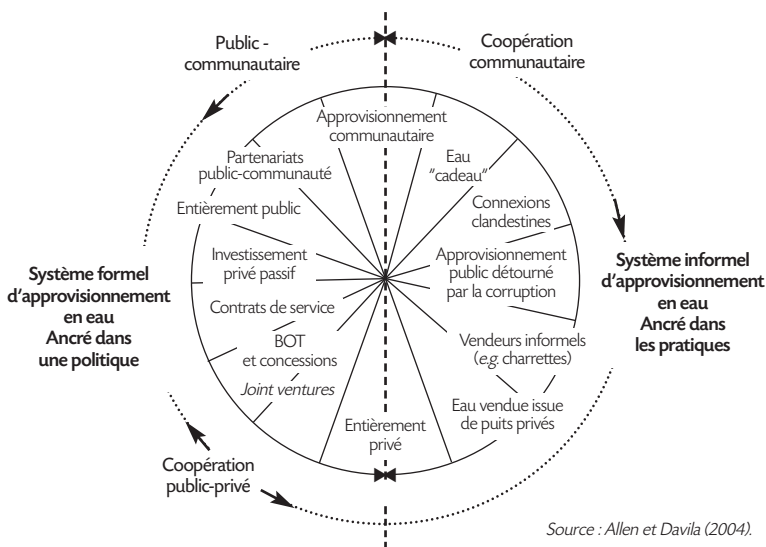 Public -
communautaire
Coopération
communautaire
Approvisionnement
communautaire
Partenariats
public-communauté
Eau
"cadeau"
Entièrement public
Connexions
clandestines
Investissement
privé passif
Approvisionnement
public détourné
par la corruption
Système formel
d'approvisionnement
en eau
Ancré dans
une politique
Système informel
d'approvisionnement
en eau
Ancré dans
les pratiques
Contrats de service
BOT
et concessions
Joint ventures
Vendeurs informels
(e.g. charrettes)
Eau vendue issue
de puits privés
Entièrement
privé
Coopération
public-privé
Source : Allen et Davila (2004).